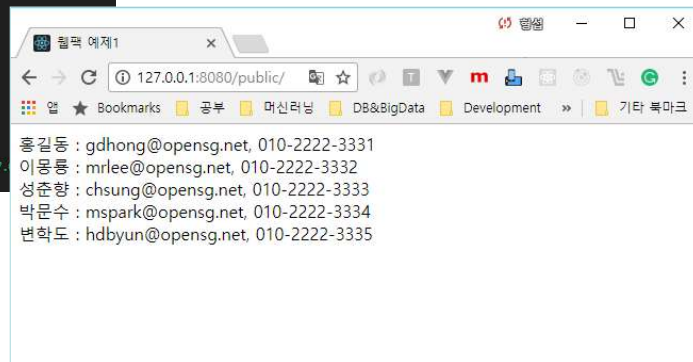 형섭
웹팩 예제1
127.0.0.1:8080/public/
앱 Bookmarks 공부 머신러닝 DB&BigData Development » 기타 북마크
홍길동 : gdhong@opensg.net, 010-2222-3331
이몽룡 : mrlee@opensg.net, 010-2222-3332
성춘향 : chsung@opensg.net, 010-2222-3333
박문수 : mspark@opensg.net, 010-2222-3334
변학도 : hdbyun@opensg.net, 010-2222-3335